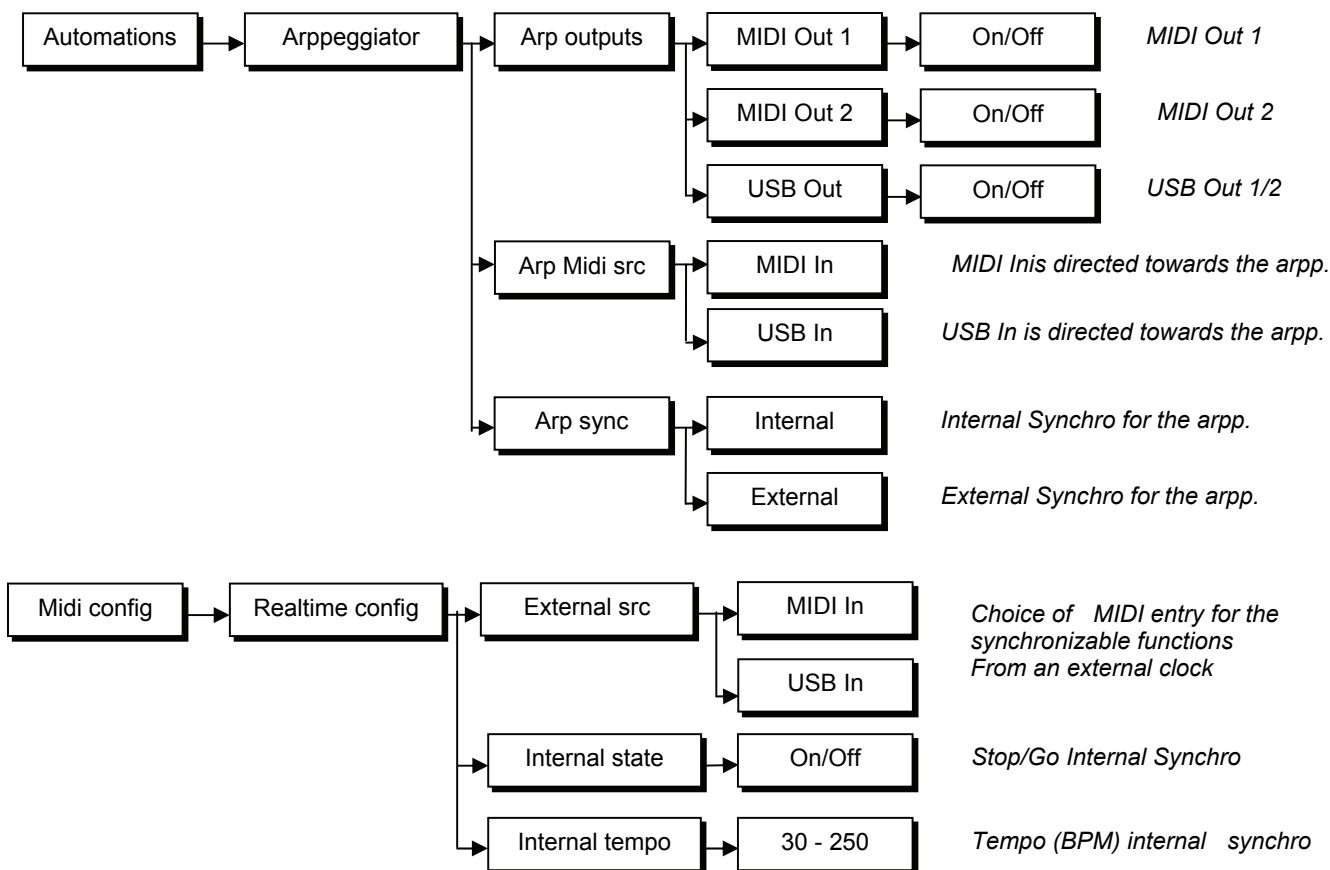 Automations Arppeggiator Arp outputs MIDI Out 1 On/Off MIDI Out 1
MIDI Out 2 On/Off MIDI Out 2
USB Out On/Off USB Out 1/2
Arp Midi src MIDI In MIDI Inis directed towards the arpp.
USB In USB In is directed towards the arpp.
Arp sync Internal Internal Synchro for the arpp.
External External Synchro for the arpp.
Midi config Realtime config External src MIDI In
Choice of MIDI entry for the
synchronizable functions
From an external clock
USB In
Internal state On/Off Stop/Go Internal Synchro
Internal tempo 30 - 250 Tempo (BPM) internal synchro